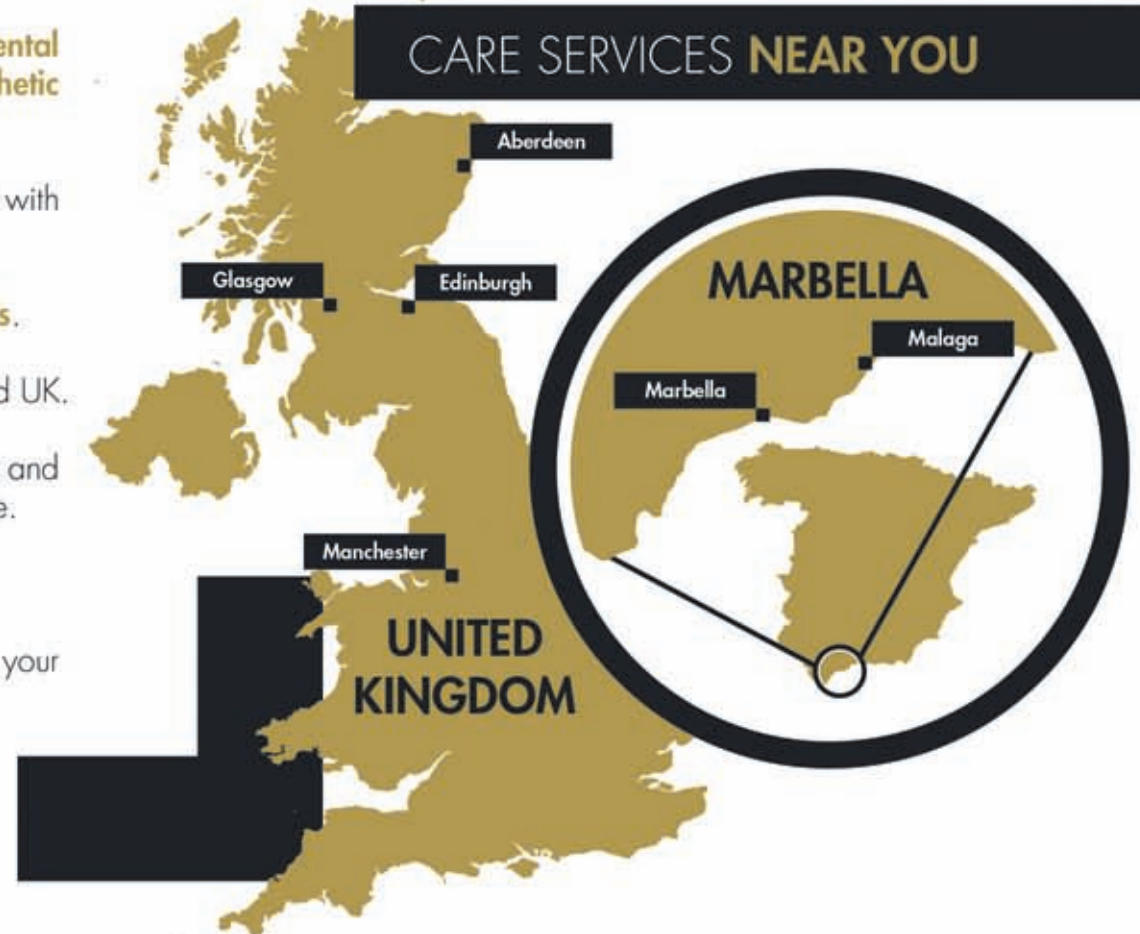 ental
hetic
with
s.
d UK.
and
e.
your
CARE SERVICES NEAR YOU
Aberdeen
Glasgow
Edinburgh
MARBELLA
Malaga
Marbella
Manchester
UNITED
KINGDOM